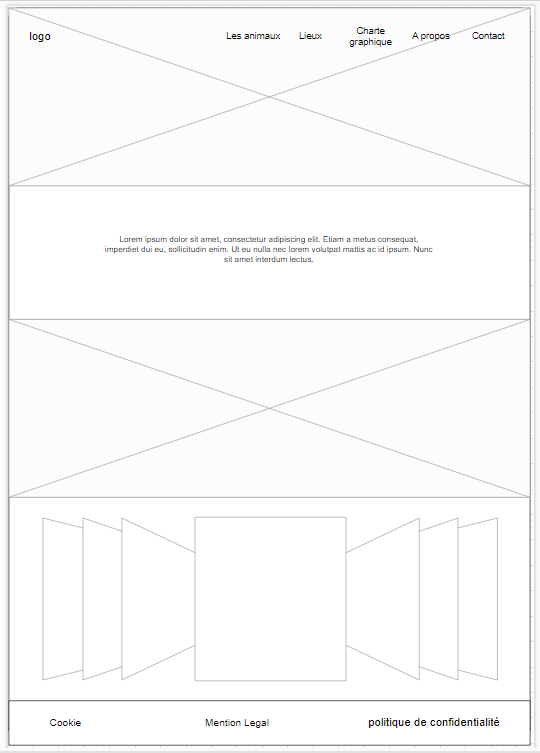 logo
Les animaux
Lieux
Charte
graphique
A propos
Contact
Lorem ipsum dolor sit amet, consectetur adipiscing elit. Etiam a metus consequat,
imperdiet dui eu, sollicitudin enim. Ut eu nulla nec lorem volutpat mattis ac id ipsum. Nunc
sit amet interdum lectus.
Cookie
Mention Legal
politique de confidentialité